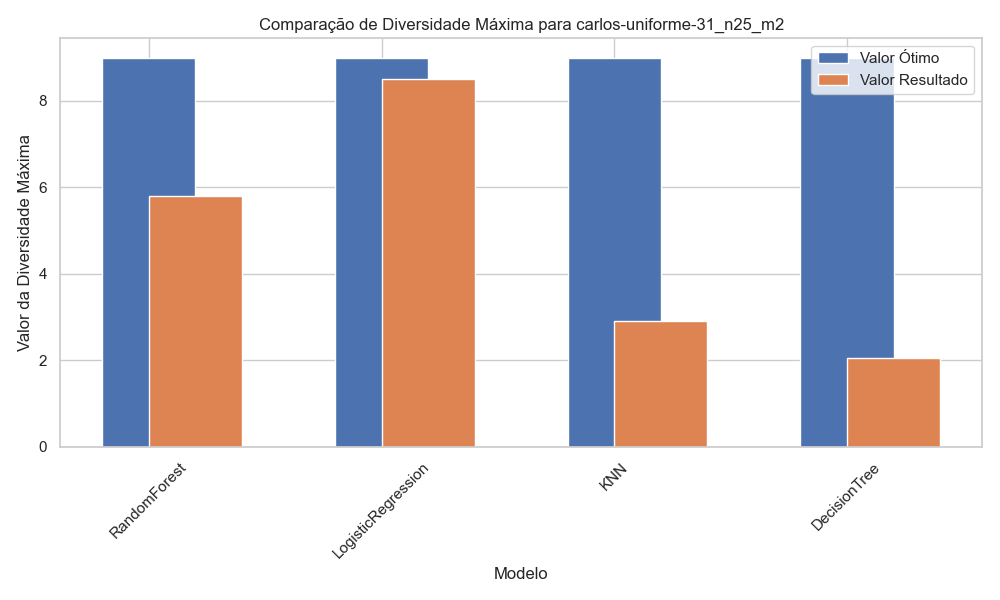 Comparação de Diversidade Máxima para carlos-uniforme-31_n25_m2
Valor Ótimo
Valor Resultado
Valor da Diversidade Máxima
8
6
4
2
0
RandomForest
LogisticRegression
KNN
DecisionTree
Modelo